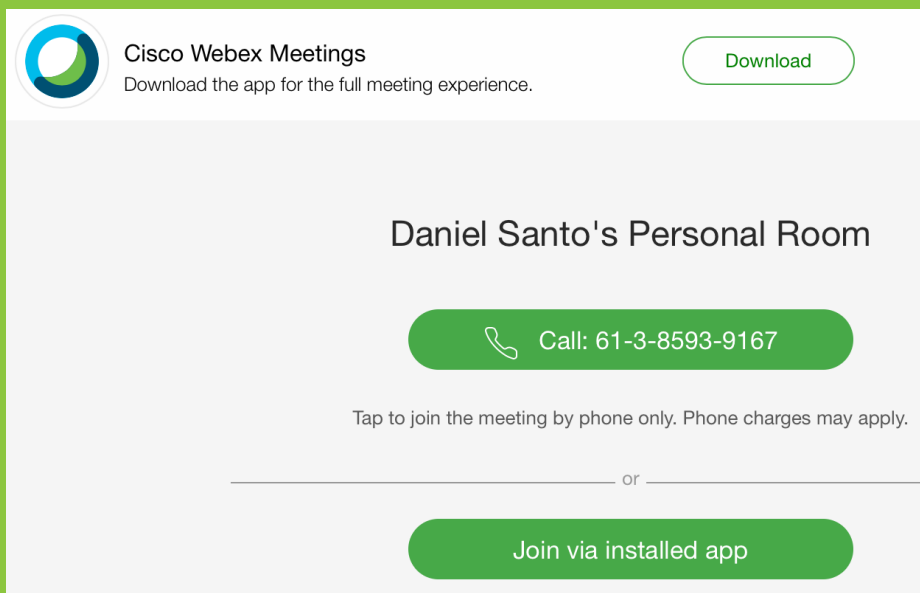 Cisco Webex Meetings
Download the app for the full meeting experience.
Download
Daniel Santo's Personal Room
Call: 61-3-8593-9167
Tap to join the meeting by phone only. Phone charges may apply.
or
Join via installed app